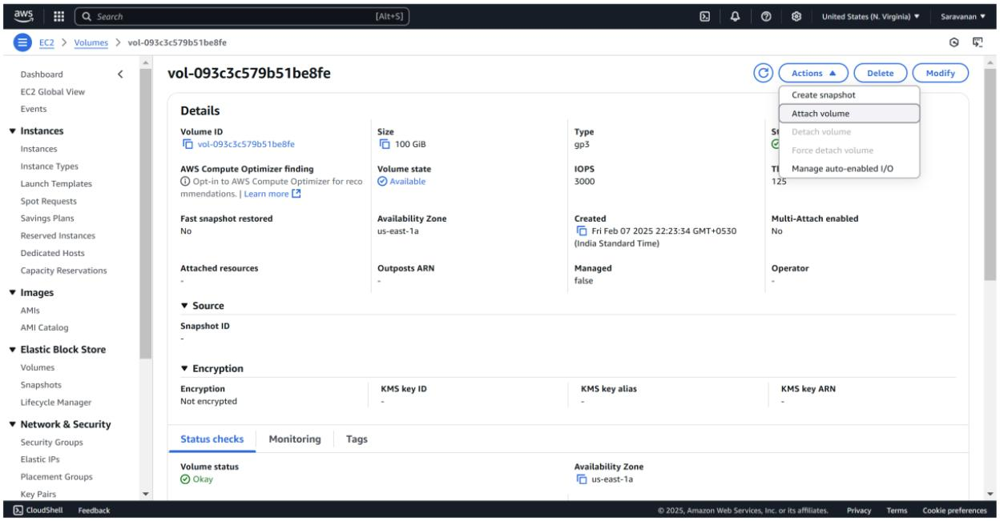 aws
Search [Alt+S]
United States (N. Virginia) ▼ Saravanan ▼
EC2 > Volumes > vol-093c3c579b51be8fe
Dashboard
EC2 Global View
Events
▼ Instances
Instances
Instance Types
Launch Templates
Spot Requests
Savings Plans
Reserved Instances
Dedicated Hosts
Capacity Reservations
▼ Images
AMIs
AMI Catalog
▼ Elastic Block Store
Volumes
Snapshots
Lifecycle Manager
▼ Network & Security
Security Groups
Elastic IPs
Placement Groups
Key Pairs
vol-093c3c579b51be8fe
Actions ▲ Delete Modify
Create snapshot
Attach volume
Detach volume
Force detach volume
Manage auto-enabled I/O
Details
Volume ID
vol-093c3c579b51be8fe
Size
100 GiB
Type
gp3
AWS Compute Optimizer finding
Opt-in to AWS Compute Optimizer for reco
mmendations. | Learn more
Volume state
Available
IOPS
3000
125
Fast snapshot restored
No
Availability Zone
us-east-1a
Created
Fri Feb 07 2025 22:23:34 GMT+0530
(India Standard Time)
Multi-Attach enabled
No
Attached resources
-
Outposts ARN
-
Managed
false
Operator
-
▼ Source
Snapshot ID
-
▼ Encryption
Encryption
Not encrypted
KMS key ID
-
KMS key alias
-
KMS key ARN
-
Status checks Monitoring Tags
Volume status
Okay
Availability Zone
us-east-1a
CloudShell Feedback
© 2025, Amazon Web Services, Inc. or its affiliates. Privacy Terms Cookie preferences